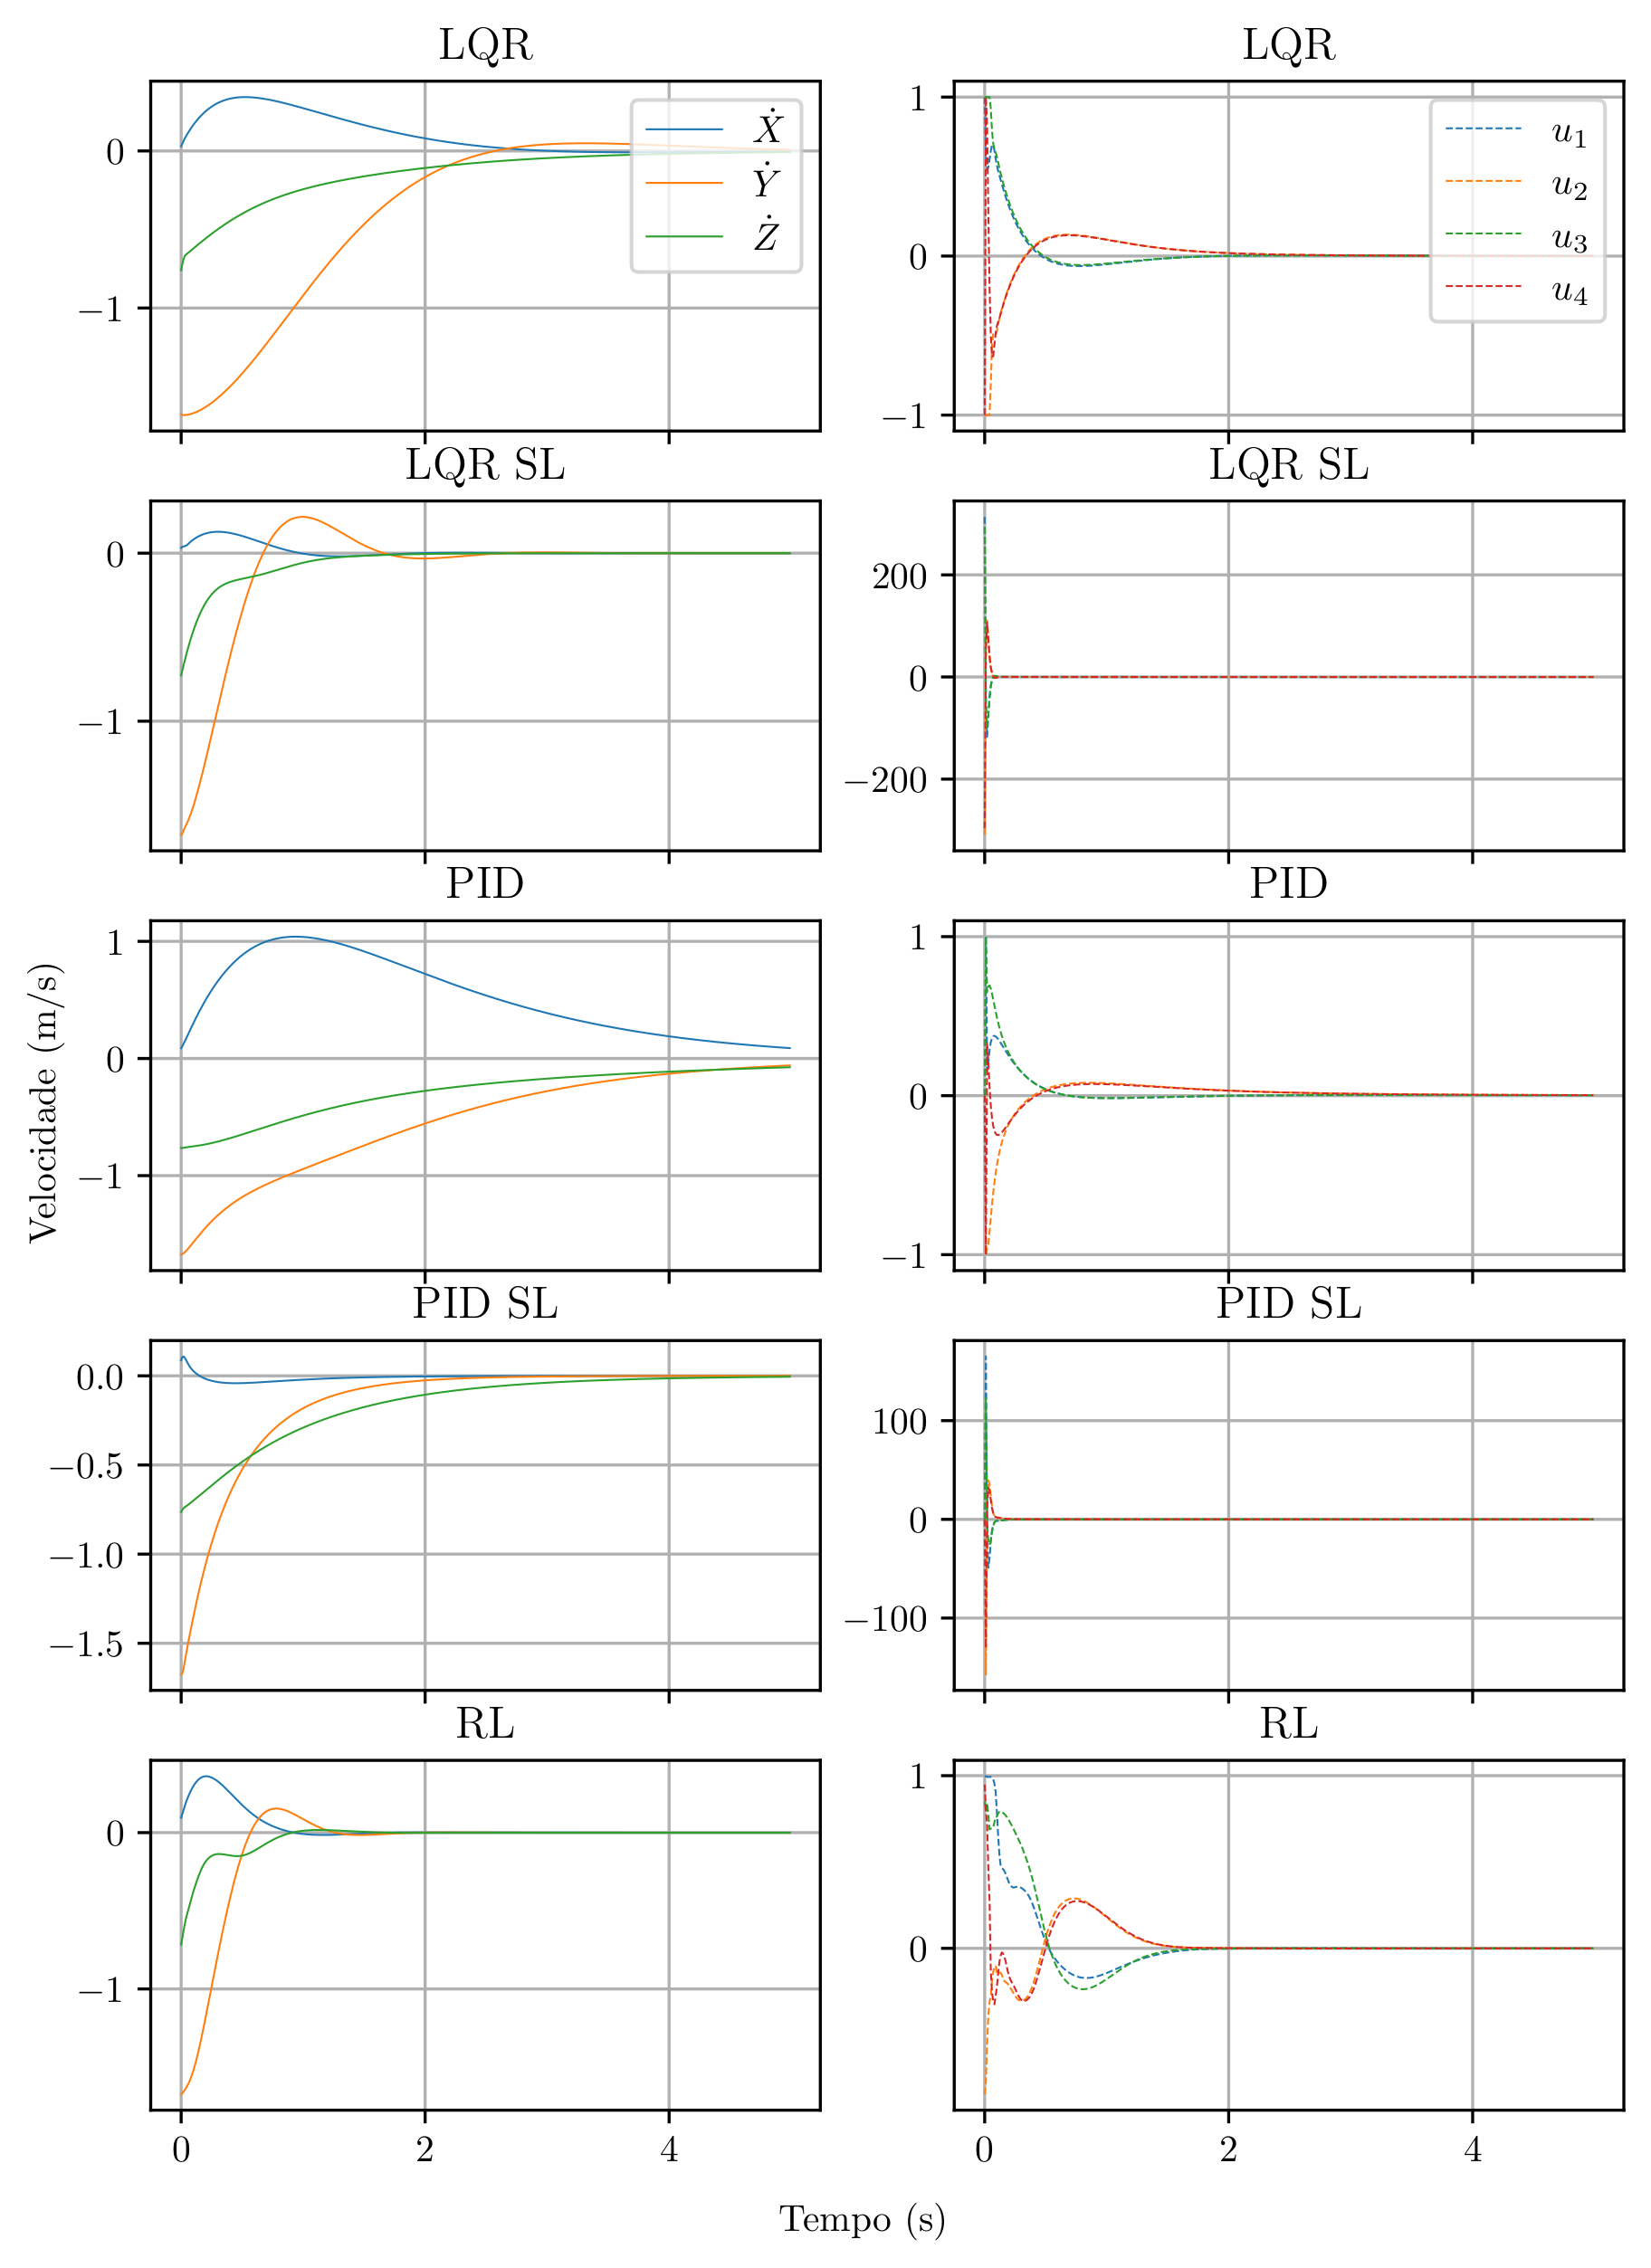 LQR
0
−1
Ẋ
Ẏ
Ż
LQR
1
0
−1
u₁
u₂
u₃
u₄
LQR SL
0
−1
LQR SL
200
0
−200
PID
1
0
−1
PID
1
0
−1
PID SL
0.0
−0.5
−1.0
−1.5
PID SL
100
0
−100
RL
0
−1
0 2 4
RL
1
0
0 2 4
Velocidade (m/s)
Tempo (s)